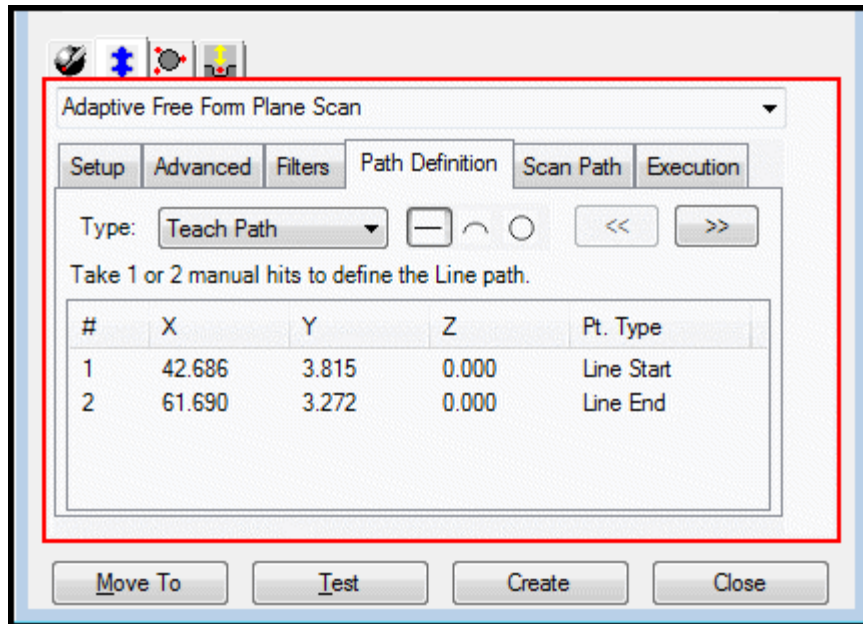 Adaptive Free Form Plane Scan
Setup Advanced Filters Path Definition Scan Path Execution
Type: Teach Path << >>
Take 1 or 2 manual hits to define the Line path.
# X Y Z Pt. Type
1 42.686 3.815 0.000 Line Start
2 61.690 3.272 0.000 Line End
Move To Test Create Close